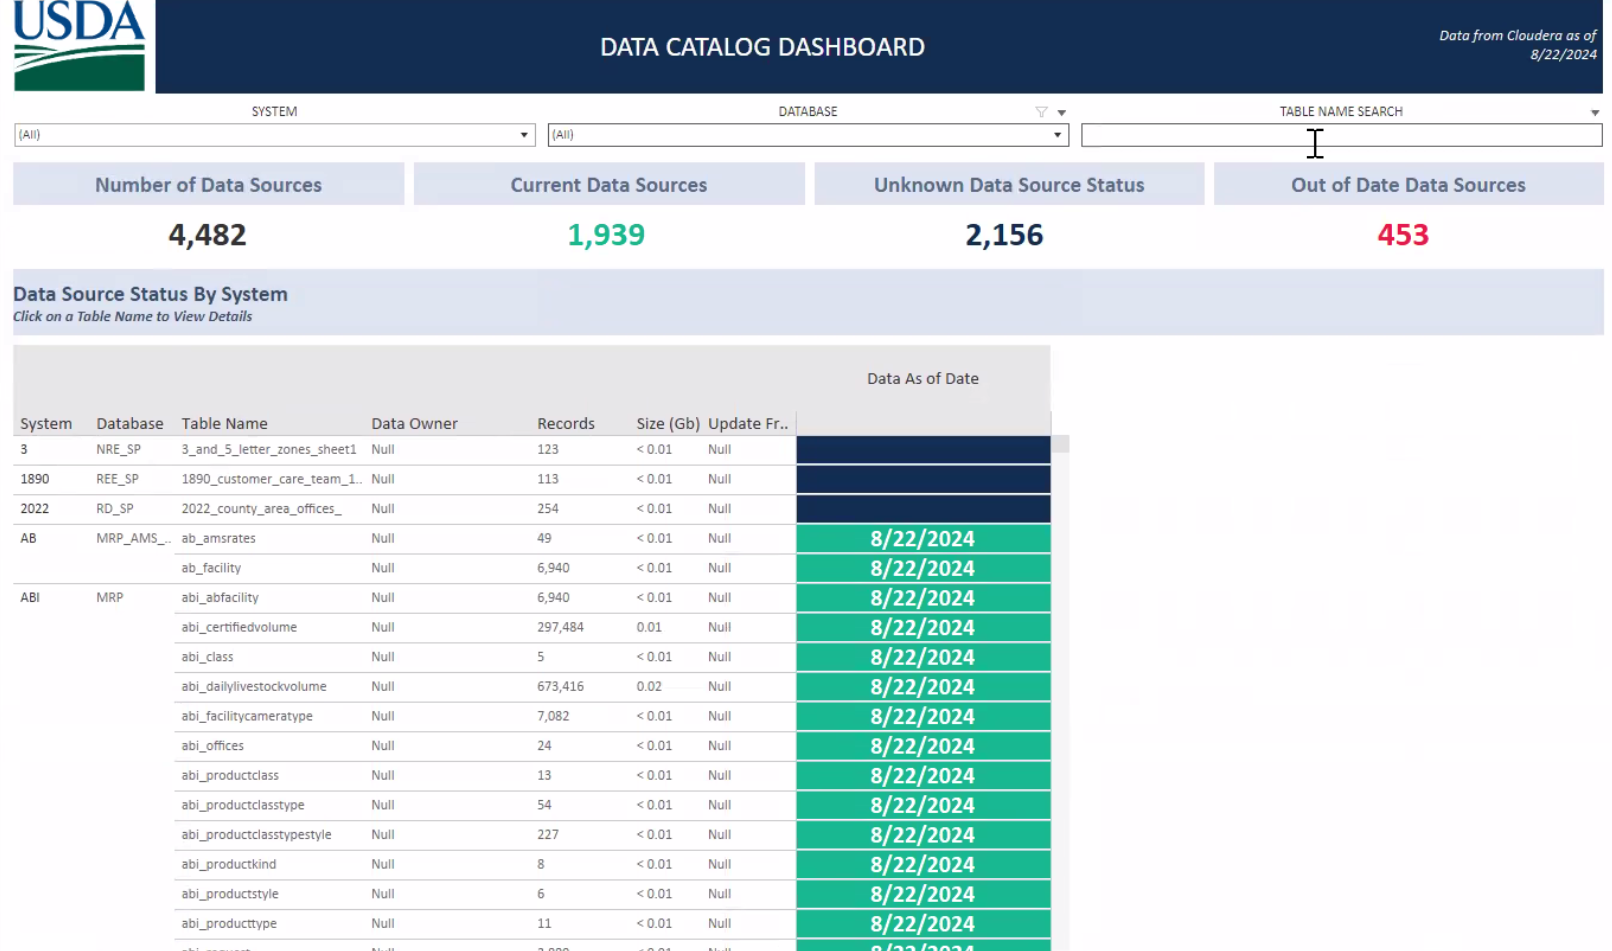 USDA
DATA CATALOG DASHBOARD
Data from Cloudera as of
8/22/2024
SYSTEM DATABASE TABLE NAME SEARCH
(All) (All)
Number of Data Sources Current Data Sources Unknown Data Source Status Out of Date Data Sources
4,482 1,939 2,156 453
Data Source Status By System
Click on a Table Name to View Details
Data As of Date
System Database Table Name Data Owner Records Size (Gb) Update Fr..
3 NRE_SP 3_and_5_letter_zones_sheet1 Null 123 < 0.01 Null
1890 REE_SP 1890_customer_care_team_1.. Null 113 < 0.01 Null
2022 RD_SP 2022_county_area_offices_ Null 254 < 0.01 Null
AB MRP_AMS_.. ab_amsrates Null 49 < 0.01 Null 8/22/2024
ab_facility Null 6,940 < 0.01 Null 8/22/2024
ABI MRP abi_abfacility Null 6,940 < 0.01 Null 8/22/2024
abi_certifiedvolume Null 297,484 0.01 Null 8/22/2024
abi_class Null 5 < 0.01 Null 8/22/2024
abi_dailylivestockvolume Null 673,416 0.02 Null 8/22/2024
abi_facilitycameratype Null 7,082 < 0.01 Null 8/22/2024
abi_offices Null 24 < 0.01 Null 8/22/2024
abi_productclass Null 13 < 0.01 Null 8/22/2024
abi_productclasstype Null 54 < 0.01 Null 8/22/2024
abi_productclasstypestyle Null 227 < 0.01 Null 8/22/2024
abi_productkind Null 8 < 0.01 Null 8/22/2024
abi_productstyle Null 6 < 0.01 Null 8/22/2024
abi_producttype Null 11 < 0.01 Null 8/22/2024